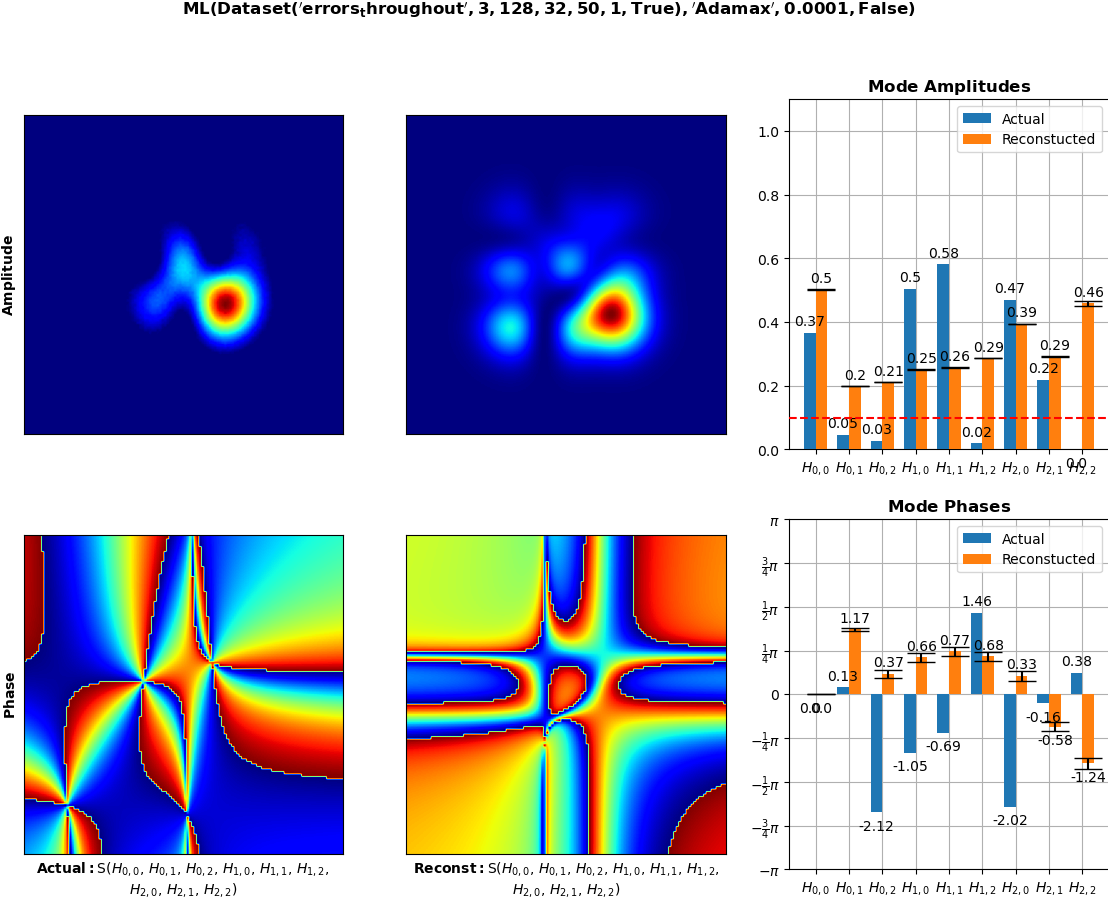 ML(Dataset('errors_throughout', 3, 128, 32, 50, 1, True), 'Adamax', 0.0001, False)
Amplitude
Mode Amplitudes
Actual
Reconstucted
1.0
0.8
0.6
0.4
0.2
0.0
0.37
0.5
0.05
0.2
0.03
0.21
0.5
0.25
0.58
0.26
0.02
0.29
0.47
0.39
0.22
0.29
0.0
0.46
H0,0 H0,1 H0,2 H1,0 H1,1 H1,2 H2,0 H2,1 H2,2
Phase
Actual: S(H0,0, H0,1, H0,2, H1,0, H1,1, H1,2,
H2,0, H2,1, H2,2)
Reconst: S(H0,0, H0,1, H0,2, H1,0, H1,1, H1,2,
H2,0, H2,1, H2,2)
Mode Phases
Actual
Reconstucted
π
3/4π
1/2π
1/4π
0
−1/4π
−1/2π
−3/4π
−π
0.0
0.0
0.13
1.17
-2.12
0.37
-1.05
0.66
-0.69
0.77
1.46
0.68
-2.02
0.33
-0.16
-0.58
0.38
-1.24
H0,0 H0,1 H0,2 H1,0 H1,1 H1,2 H2,0 H2,1 H2,2